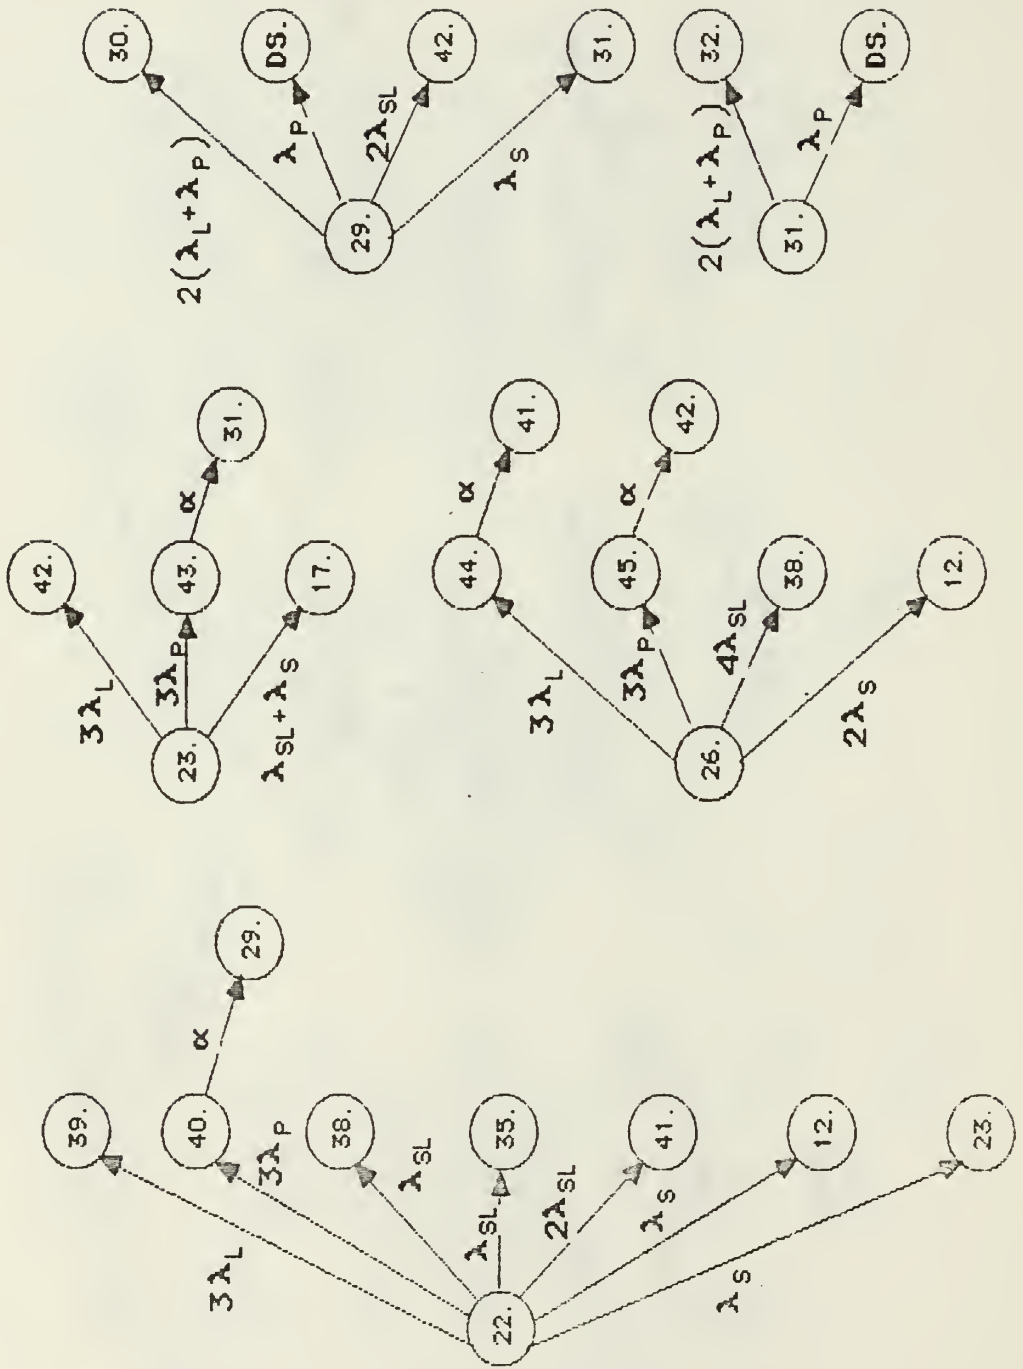 30.
DS.
42.
31.
2(λL+λP)
λP
2λSL
λS
29.
32.
DS.
2(λL+λP)
λP
31.
42.
43.
α
31.
17.
3λL
3λP
λSL+λS
23.
44.
α
41.
45.
α
42.
38.
12.
3λL
3λP
4λSL
2λS
26.
39.
40.
α
29.
38.
35.
41.
12.
23.
3λL
3λP
λSL
λSL
2λSL
λS
λS
22.